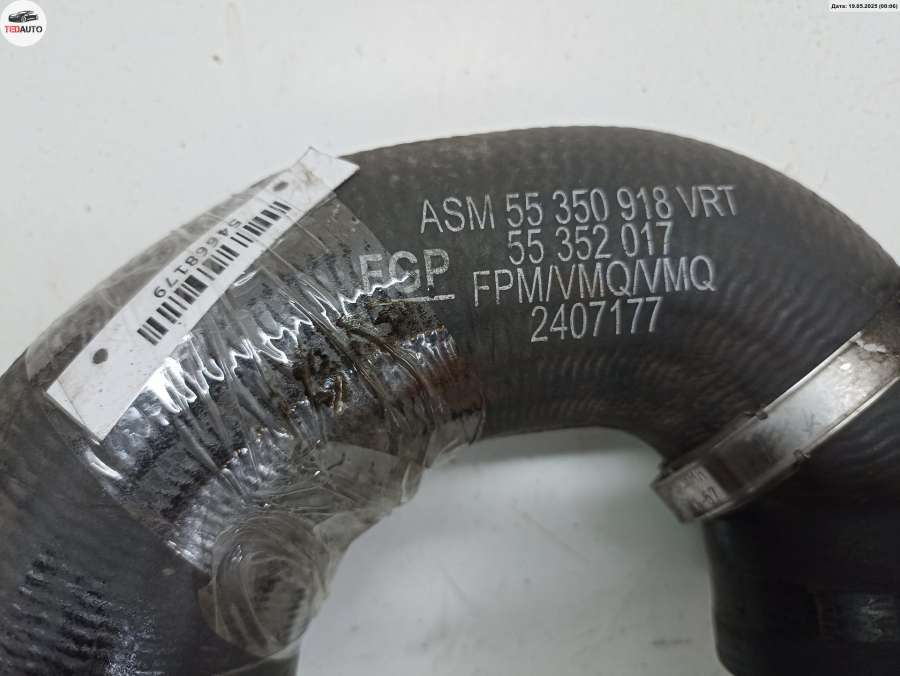 TEDAUTO
Дата: 19.05.2025 (00:06)
54668179
ASM 55 350 918 VRT
55 352 017
EGP FPM/VMQ/VMQ
2407177